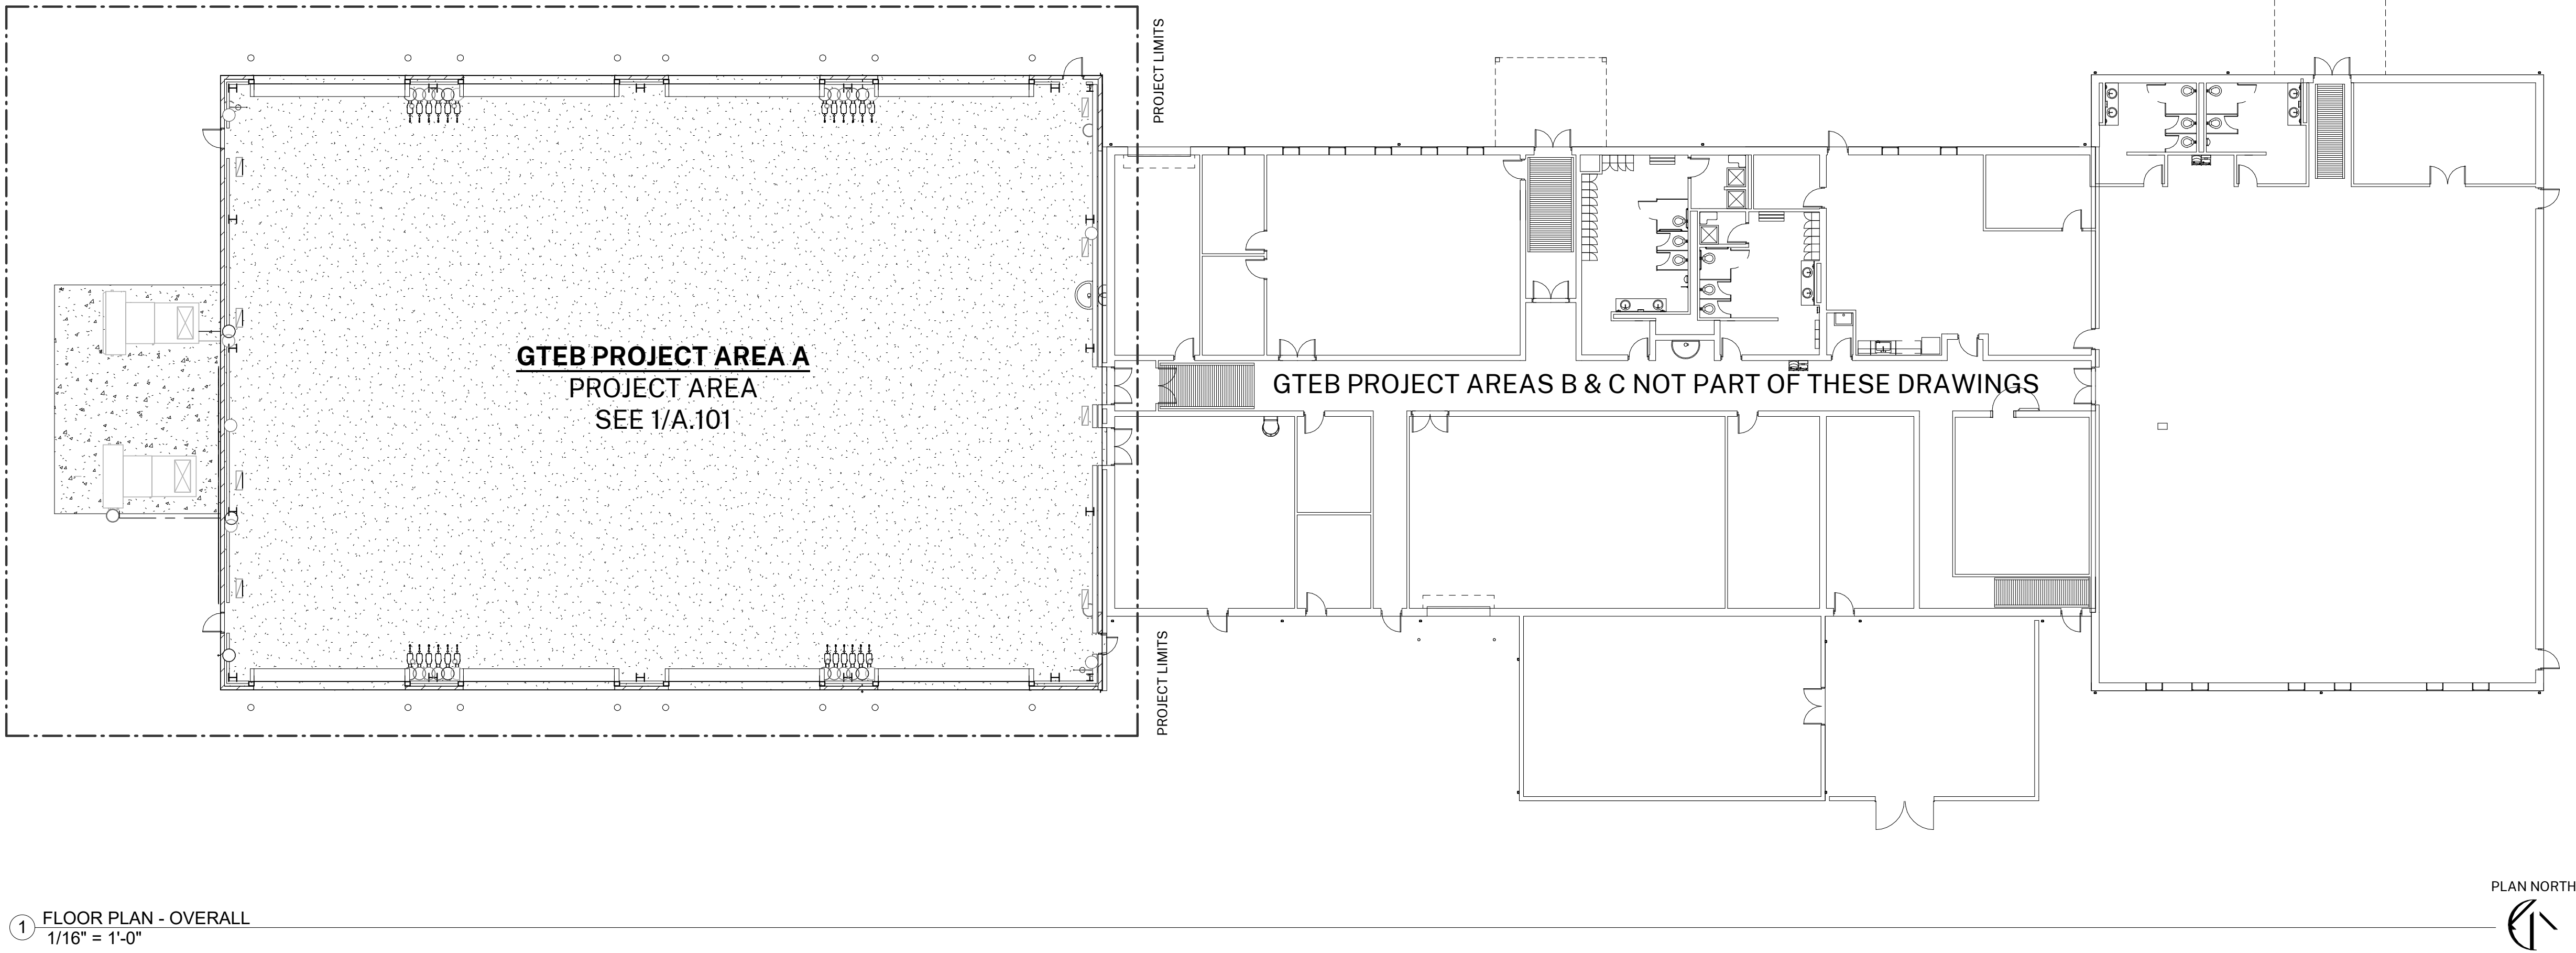 PROJECT LIMITS
GTEB PROJECT AREA A
PROJECT AREA
SEE 1/A.101
GTEB PROJECT AREAS B & C NOT PART OF THESE DRAWINGS
PROJECT LIMITS
PLAN NORTH
1
FLOOR PLAN - OVERALL
1/16" = 1'-0"